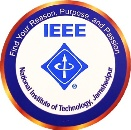 Find Your Reason, Purpose, and Passion
IEEE
National Institute of Technology, Jamshedpur